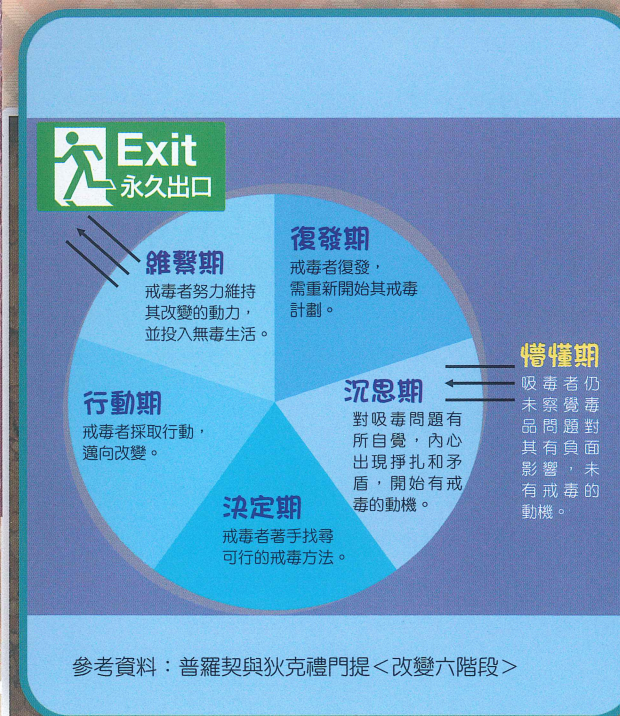 Exit
永久出口
復發期
戒毒者復發，
需重新開始其戒毒
計劃。
維繫期
戒毒者努力維持
其改變的動力，
並投入無毒生活。
懵懂期
吸毒者仍
未察覺毒
品問題對
其有負面
影響，未
有戒毒的
動機。
沉思期
對吸毒問題有
所自覺，內心
出現掙扎和矛
盾，開始有戒
毒的動機。
行動期
戒毒者採取行動，
邁向改變。
決定期
戒毒者著手找尋
可行的戒毒方法。
參考資料：普羅契與狄克禮門提＜改變六階段＞